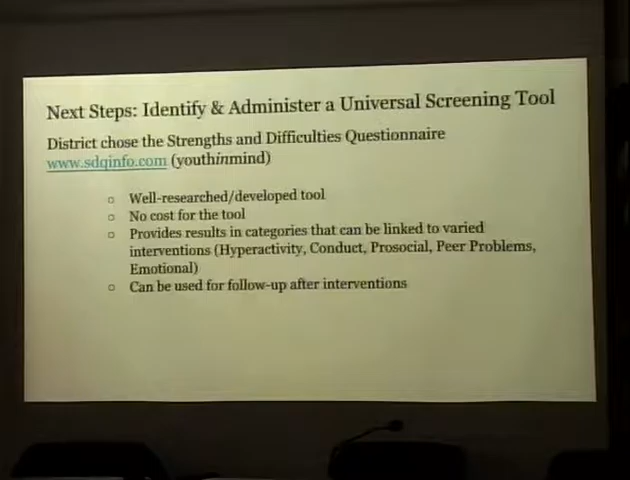 Next Steps: Identify & Administer a Universal Screening Tool
District chose the Strengths and Difficulties Questionnaire
www.sdqinfo.com (youthinmind)
○ Well-researched/developed tool
○ No cost for the tool
○ Provides results in categories that can be linked to varied
interventions (Hyperactivity, Conduct, Prosocial, Peer Problems,
Emotional)
○ Can be used for follow-up after interventions